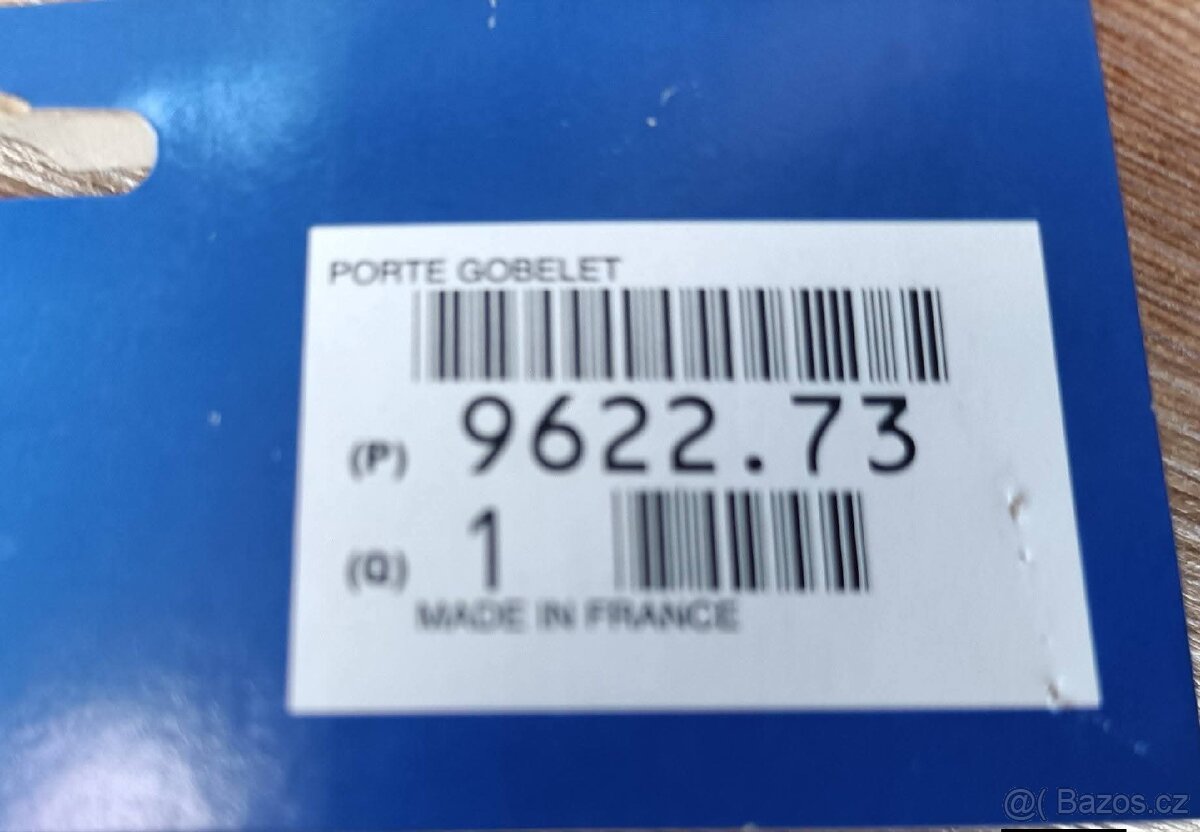 PORTE GOBELET
(P) 9622.73
(Q) 1
MADE IN FRANCE
@( Bazos.cz